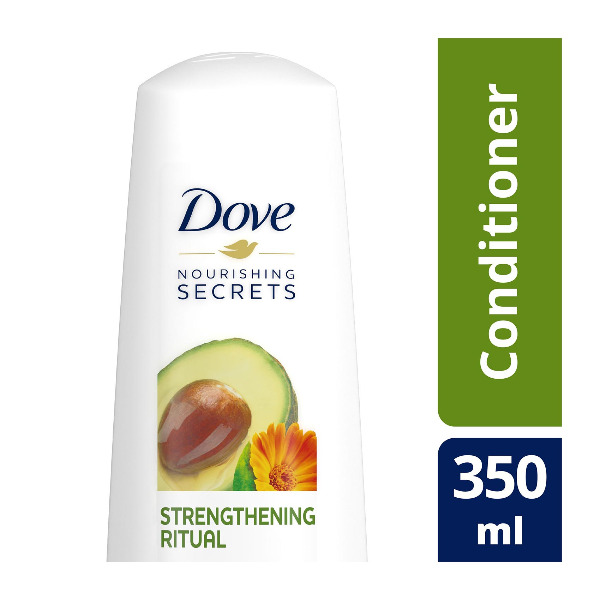 Dove
NOURISHING
SECRETS
STRENGTHENING
RITUAL
Conditioner
350
ml